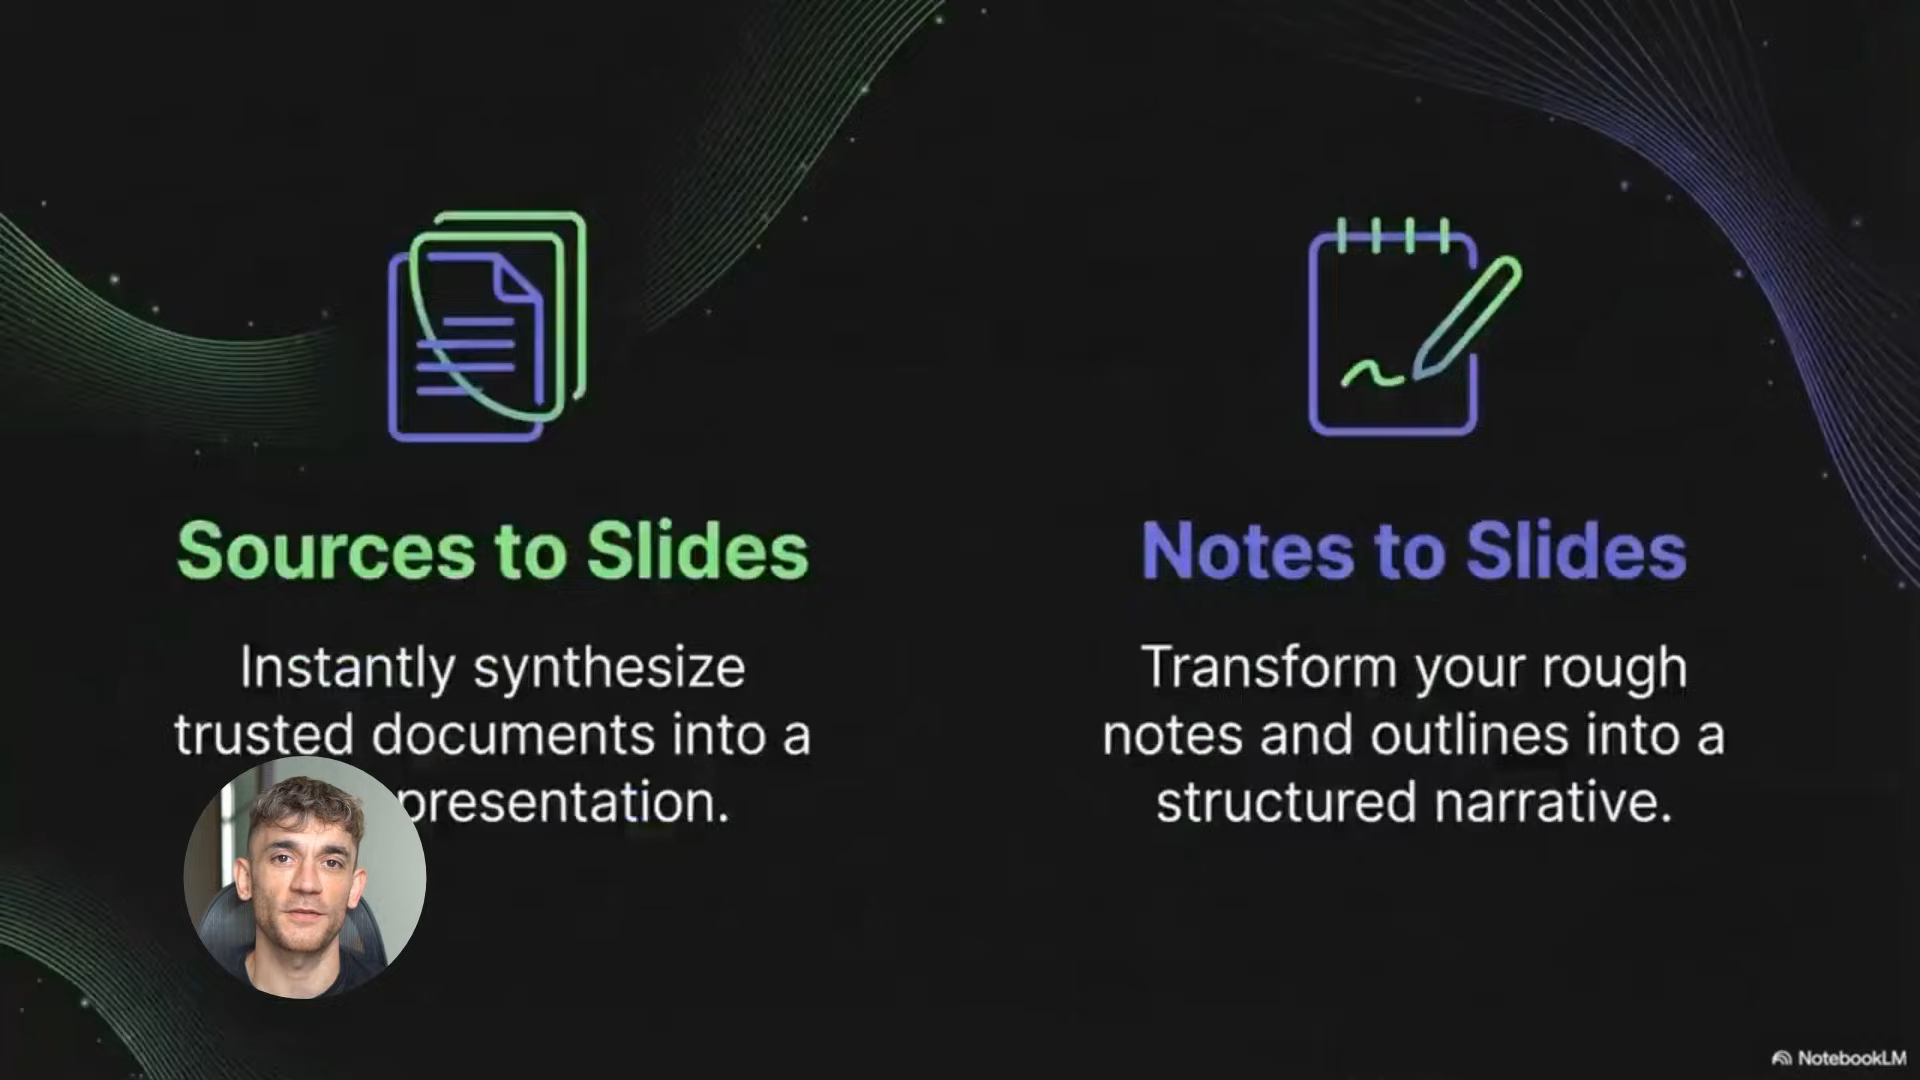 Sources to Slides
Instantly synthesize
trusted documents into a
presentation.
Notes to Slides
Transform your rough
notes and outlines into a
structured narrative.
NotebookLM